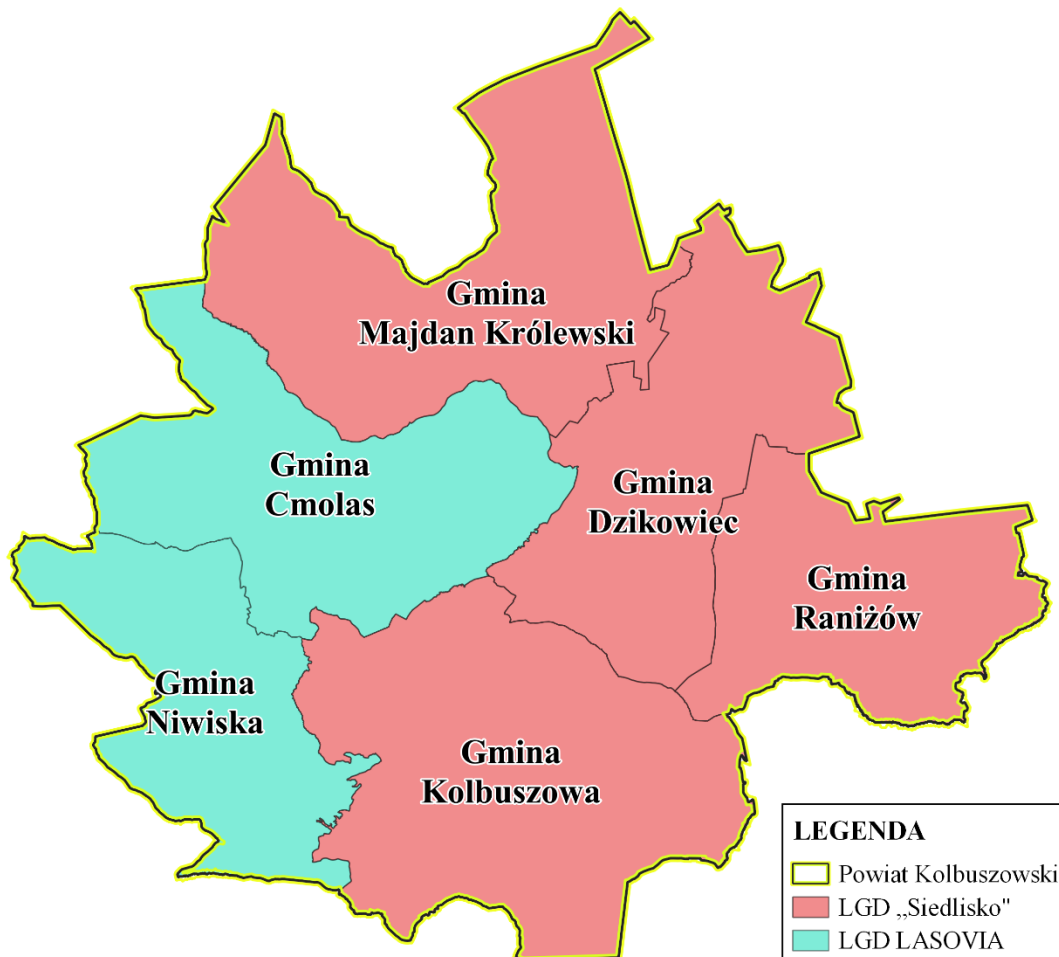 Gmina
Majdan Królewski
Gmina
Cmolas
Gmina
Dzikowiec
Gmina
Raniżów
Gmina
Niwiska
Gmina
Kolbuszowa
LEGENDA
Powiat Kolbuszowski
LGD „Siedlisko"
LGD LASOVIA